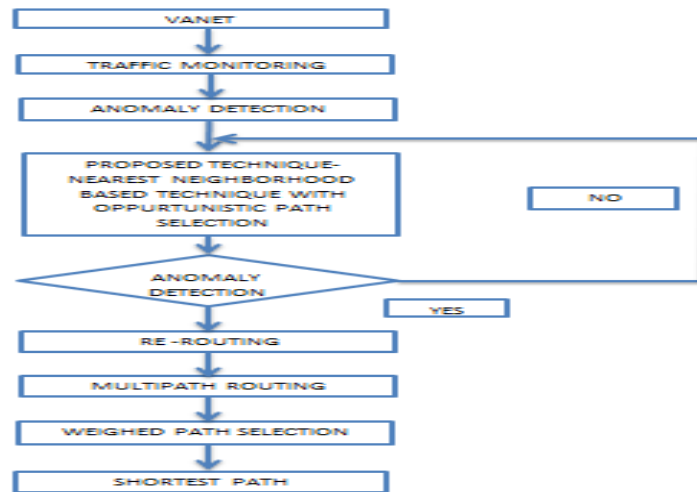 VANET
TRAFFIC MONITORING
ANOMALY DETECTION
PROPOSED TECHNIQUE-
NEAREST NEIGHBORHOOD
BASED TECHNIQUE WITH
OPPURTUNISTIC PATH
SELECTION
NO
ANOMALY
DETECTION
YES
RE-ROUTING
MULTIPATH ROUTING
WEIGHED PATH SELECTION
SHORTEST PATH